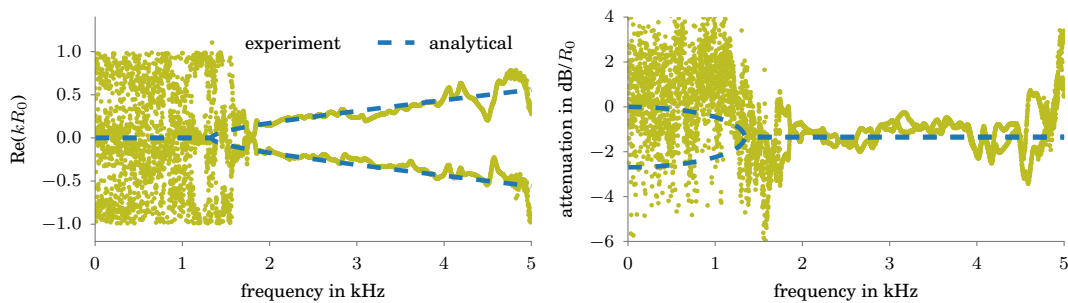 experiment analytical
Re(kR₀)
1.0
0.5
0.0
−0.5
−1.0
0 1 2 3 4 5
frequency in kHz
attenuation in dB/R₀
4
2
0
−2
−4
−6
0 1 2 3 4 5
frequency in kHz